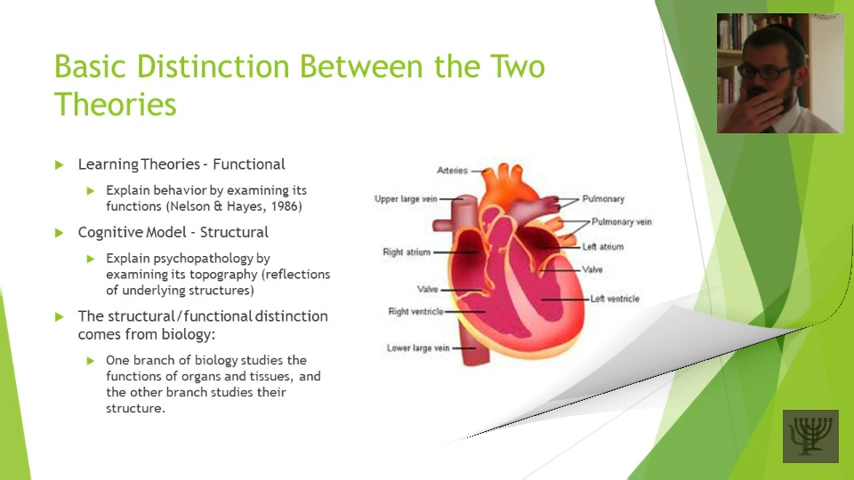 Basic Distinction Between the Two
Theories
Learning Theories - Functional
Explain behavior by examining its
functions (Nelson & Hayes, 1986)
Cognitive Model - Structural
Explain psychopathology by
examining its topography (reflections
of underlying structures)
The structural/functional distinction
comes from biology:
One branch of biology studies the
functions of organs and tissues, and
the other branch studies their
structure.
Arteries
Upper large vein
Right atrium
Valve
Right ventricle
Lower large vein
Pulmonary
Pulmonary vein
Left atrium
Valve
Left ventricle